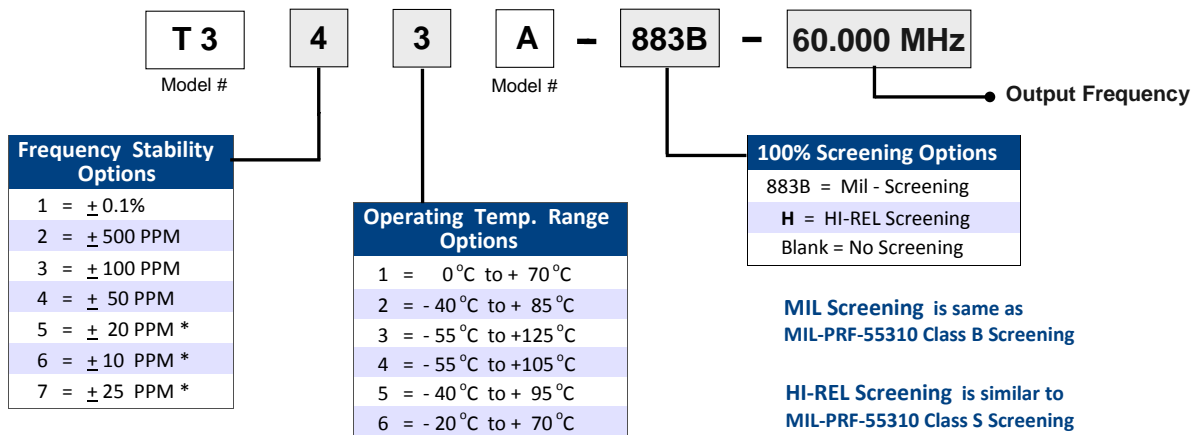 T 3 4 3 A – 883B – 60.000 MHz
Model # Model #
Output Frequency
Frequency Stability
Options
1 = ± 0.1%
2 = ± 500 PPM
3 = ± 100 PPM
4 = ± 50 PPM
5 = ± 20 PPM *
6 = ± 10 PPM *
7 = ± 25 PPM *
Operating Temp. Range
Options
1 = 0 °C to + 70 °C
2 = - 40 °C to + 85 °C
3 = - 55 °C to +125 °C
4 = - 55 °C to +105 °C
5 = - 40 °C to + 95 °C
6 = - 20 °C to + 70 °C
100% Screening Options
883B = Mil - Screening
H = HI-REL Screening
Blank = No Screening
MIL Screening is same as
MIL-PRF-55310 Class B Screening
HI-REL Screening is similar to
MIL-PRF-55310 Class S Screening